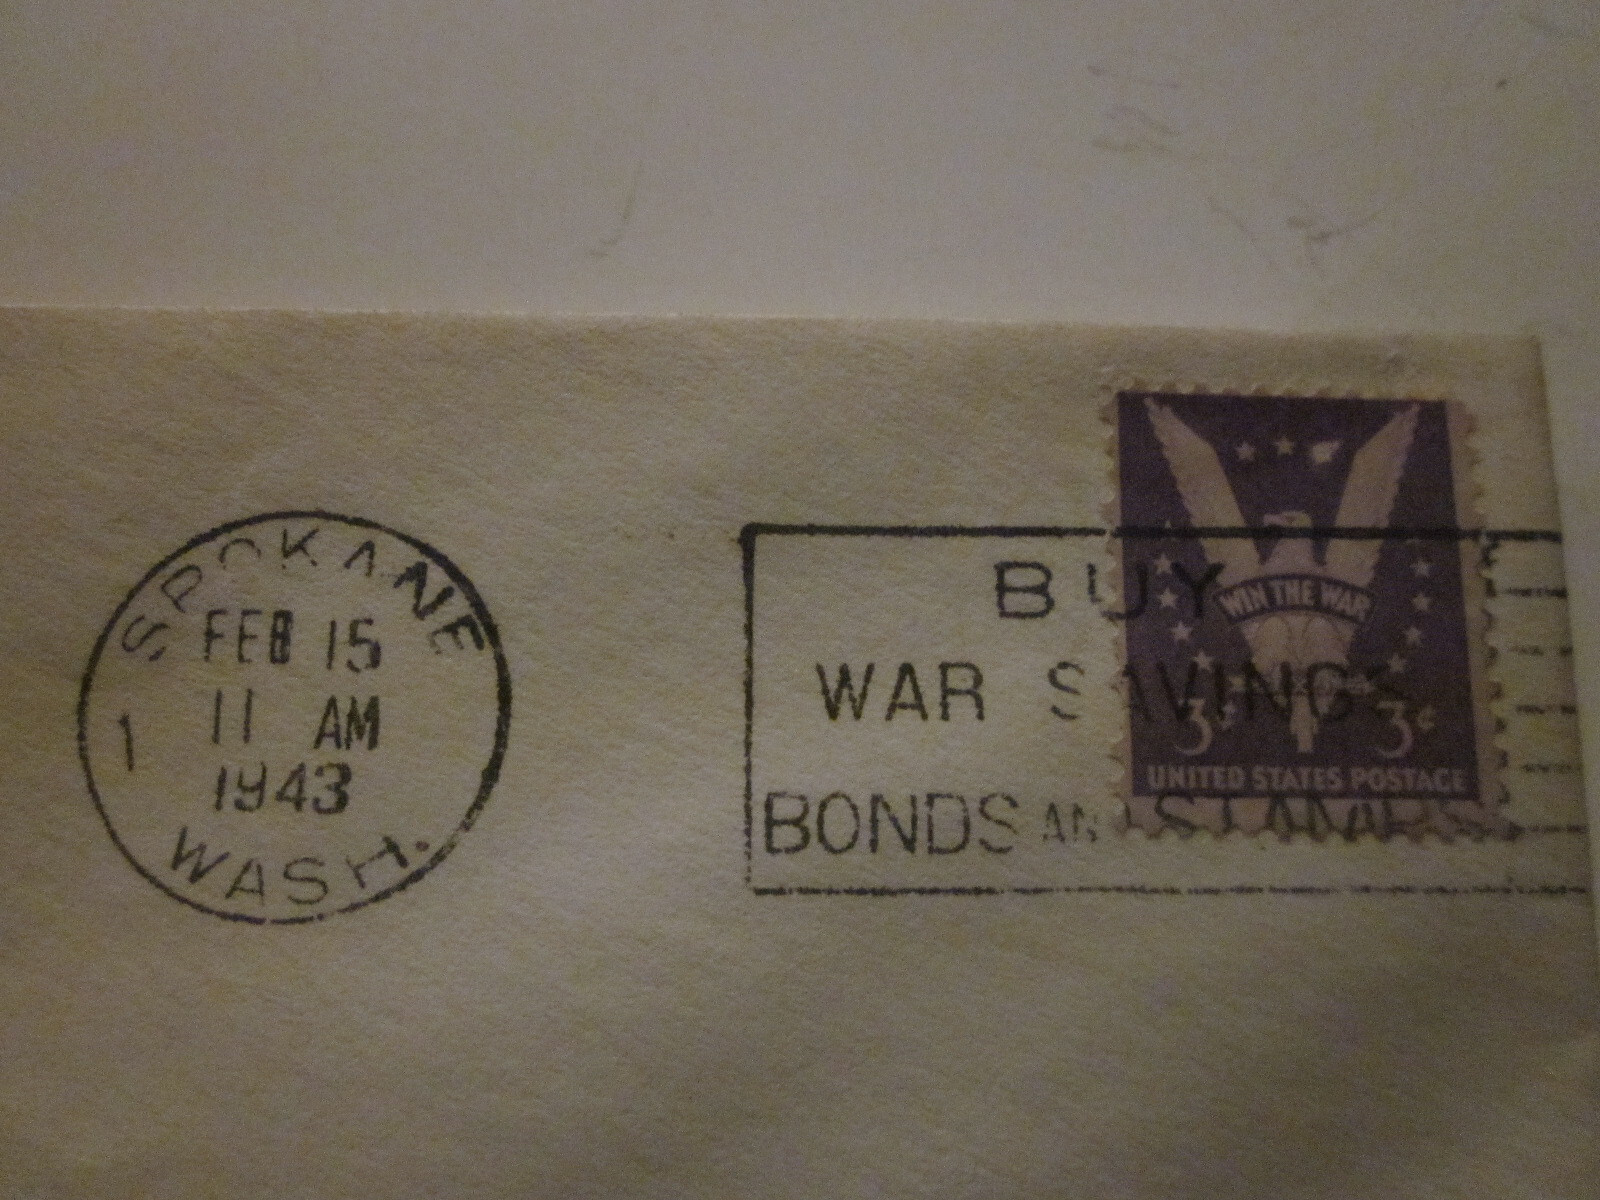 SPOKANE
FEB 15
11 AM
1
1943
WASH.
BUY
WAR SAVINGS
BONDS AND STAMPS
WIN THE WAR
3¢ 3¢
UNITED STATES POSTAGE